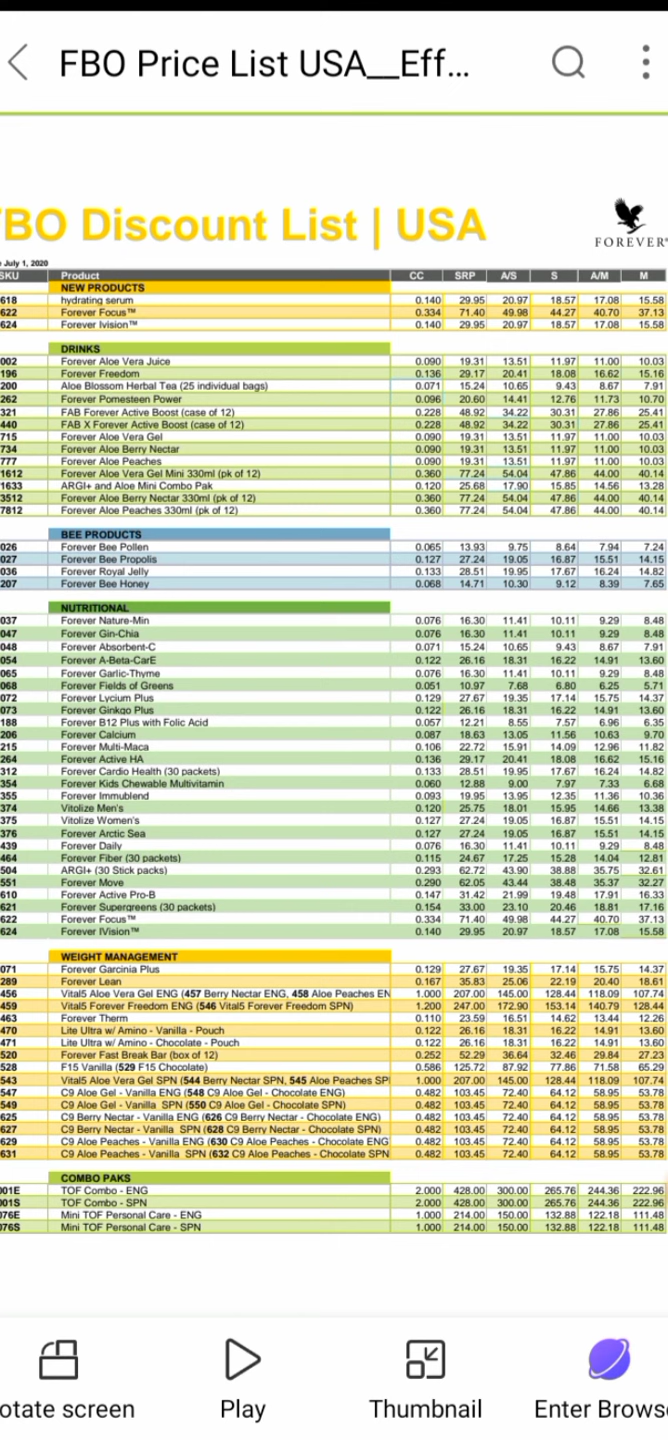 FBO Price List USA__Eff...
BO Discount List | USA
FOREVER
July 1, 2020
SKU Product CC SRP A/S S A/M M
NEW PRODUCTS
618 hydrating serum 0.140 29.95 20.97 18.57 17.08 15.58
622 Forever Focus™ 0.334 71.40 49.98 44.27 40.70 37.13
624 Forever Ivision™ 0.140 29.95 20.97 18.57 17.08 15.58
DRINKS
002 Forever Aloe Vera Juice 0.090 19.31 13.51 11.97 11.00 10.03
196 Forever Freedom 0.136 29.17 20.41 18.08 16.62 15.16
200 Aloe Blossom Herbal Tea (25 individual bags) 0.071 15.24 10.65 9.43 8.67 7.91
262 Forever Pomesteen Power 0.096 20.60 14.41 12.76 11.73 10.70
321 FAB Forever Active Boost (case of 12) 0.228 48.92 34.22 30.31 27.86 25.41
440 FAB X Forever Active Boost (case of 12) 0.228 48.92 34.22 30.31 27.86 25.41
715 Forever Aloe Vera Gel 0.090 19.31 13.51 11.97 11.00 10.03
734 Forever Aloe Berry Nectar 0.090 19.31 13.51 11.97 11.00 10.03
777 Forever Aloe Peaches 0.090 19.31 13.51 11.97 11.00 10.03
1612 Forever Aloe Vera Gel Mini 330ml (pk of 12) 0.360 77.24 54.04 47.86 44.00 40.14
1633 ARGI+ and Aloe Mini Combo Pak 0.120 25.68 17.90 15.85 14.56 13.28
3512 Forever Aloe Berry Nectar 330ml (pk of 12) 0.360 77.24 54.04 47.86 44.00 40.14
7812 Forever Aloe Peaches 330ml (pk of 12) 0.360 77.24 54.04 47.86 44.00 40.14
BEE PRODUCTS
026 Forever Bee Pollen 0.065 13.93 9.75 8.64 7.94 7.24
027 Forever Bee Propolis 0.127 27.24 19.05 16.87 15.51 14.15
036 Forever Royal Jelly 0.133 28.51 19.95 17.67 16.24 14.82
207 Forever Bee Honey 0.068 14.71 10.30 9.12 8.39 7.65
NUTRITIONAL
037 Forever Nature-Min 0.076 16.30 11.41 10.11 9.29 8.48
047 Forever Gin-Chia 0.076 16.30 11.41 10.11 9.29 8.48
048 Forever Absorbent-C 0.071 15.24 10.65 9.43 8.67 7.91
054 Forever A-Beta-CarE 0.122 26.16 18.31 16.22 14.91 13.60
065 Forever Garlic-Thyme 0.076 16.30 11.41 10.11 9.29 8.48
068 Forever Fields of Greens 0.051 10.97 7.68 6.80 6.25 5.71
072 Forever Lycium Plus 0.129 27.67 19.35 17.14 15.75 14.37
073 Forever Ginkgo Plus 0.122 26.16 18.31 16.22 14.91 13.60
188 Forever B12 Plus with Folic Acid 0.057 12.21 8.55 7.57 6.96 6.35
206 Forever Calcium 0.087 18.63 13.05 11.56 10.63 9.70
215 Forever Multi-Maca 0.106 22.72 15.91 14.09 12.96 11.82
264 Forever Active HA 0.136 29.17 20.41 18.08 16.62 15.16
312 Forever Cardio Health (30 packets) 0.133 28.51 19.95 17.67 16.24 14.82
354 Forever Kids Chewable Multivitamin 0.060 12.88 9.00 7.97 7.33 6.68
355 Forever Immublend 0.093 19.95 13.95 12.35 11.36 10.36
374 Vitolize Men's 0.120 25.75 18.01 15.95 14.66 13.38
375 Vitolize Women's 0.127 27.24 19.05 16.87 15.51 14.15
376 Forever Arctic Sea 0.127 27.24 19.05 16.87 15.51 14.15
439 Forever Daily 0.076 16.30 11.41 10.11 9.29 8.48
464 Forever Fiber (30 packets) 0.115 24.67 17.25 15.28 14.04 12.81
504 ARGI+ (30 Stick packs) 0.293 62.72 43.90 38.88 35.75 32.61
551 Forever Move 0.290 62.05 43.44 38.48 35.37 32.27
610 Forever Active Pro-B 0.147 31.42 21.99 19.48 17.91 16.33
621 Forever Supergreens (30 packets) 0.154 33.00 23.10 20.46 18.81 17.16
622 Forever Focus™ 0.334 71.40 49.98 44.27 40.70 37.13
624 Forever IVision™ 0.140 29.95 20.97 18.57 17.08 15.58
WEIGHT MANAGEMENT
071 Forever Garcinia Plus 0.129 27.67 19.35 17.14 15.75 14.37
289 Forever Lean 0.167 35.83 25.06 22.19 20.40 18.61
456 Vital5 Aloe Vera Gel ENG (457 Berry Nectar ENG, 458 Aloe Peaches EN 1.000 207.00 145.00 128.44 118.09 107.74
459 Vital5 Forever Freedom ENG (546 Vital5 Forever Freedom SPN) 1.200 247.00 172.90 153.14 140.79 128.44
463 Forever Therm 0.110 23.59 16.51 14.62 13.44 12.26
470 Lite Ultra w/ Amino - Vanilla - Pouch 0.122 26.16 18.31 16.22 14.91 13.60
471 Lite Ultra w/ Amino - Chocolate - Pouch 0.122 26.16 18.31 16.22 14.91 13.60
520 Forever Fast Break Bar (box of 12) 0.252 52.29 36.64 32.46 29.84 27.23
528 F15 Vanilla (529 F15 Chocolate) 0.586 125.72 87.92 77.86 71.58 65.29
543 Vital5 Aloe Vera Gel SPN (544 Berry Nectar SPN, 545 Aloe Peaches SP 1.000 207.00 145.00 128.44 118.09 107.74
547 C9 Aloe Gel - Vanilla ENG (548 C9 Aloe Gel - Chocolate ENG) 0.482 103.45 72.40 64.12 58.95 53.78
549 C9 Aloe Gel - Vanilla SPN (550 C9 Aloe Gel - Chocolate SPN) 0.482 103.45 72.40 64.12 58.95 53.78
625 C9 Berry Nectar - Vanilla ENG (626 C9 Berry Nectar - Chocolate ENG) 0.482 103.45 72.40 64.12 58.95 53.78
627 C9 Berry Nectar - Vanilla SPN (628 C9 Berry Nectar - Chocolate SPN) 0.482 103.45 72.40 64.12 58.95 53.78
629 C9 Aloe Peaches - Vanilla ENG (630 C9 Aloe Peaches - Chocolate ENG 0.482 103.45 72.40 64.12 58.95 53.78
631 C9 Aloe Peaches - Vanilla SPN (632 C9 Aloe Peaches - Chocolate SPN 0.482 103.45 72.40 64.12 58.95 53.78
COMBO PAKS
001E TOF Combo - ENG 2.000 428.00 300.00 265.76 244.36 222.96
001S TOF Combo - SPN 2.000 428.00 300.00 265.76 244.36 222.96
076E Mini TOF Personal Care - ENG 1.000 214.00 150.00 132.88 122.18 111.48
076S Mini TOF Personal Care - SPN 1.000 214.00 150.00 132.88 122.18 111.48
otate screen Play Thumbnail Enter Brows